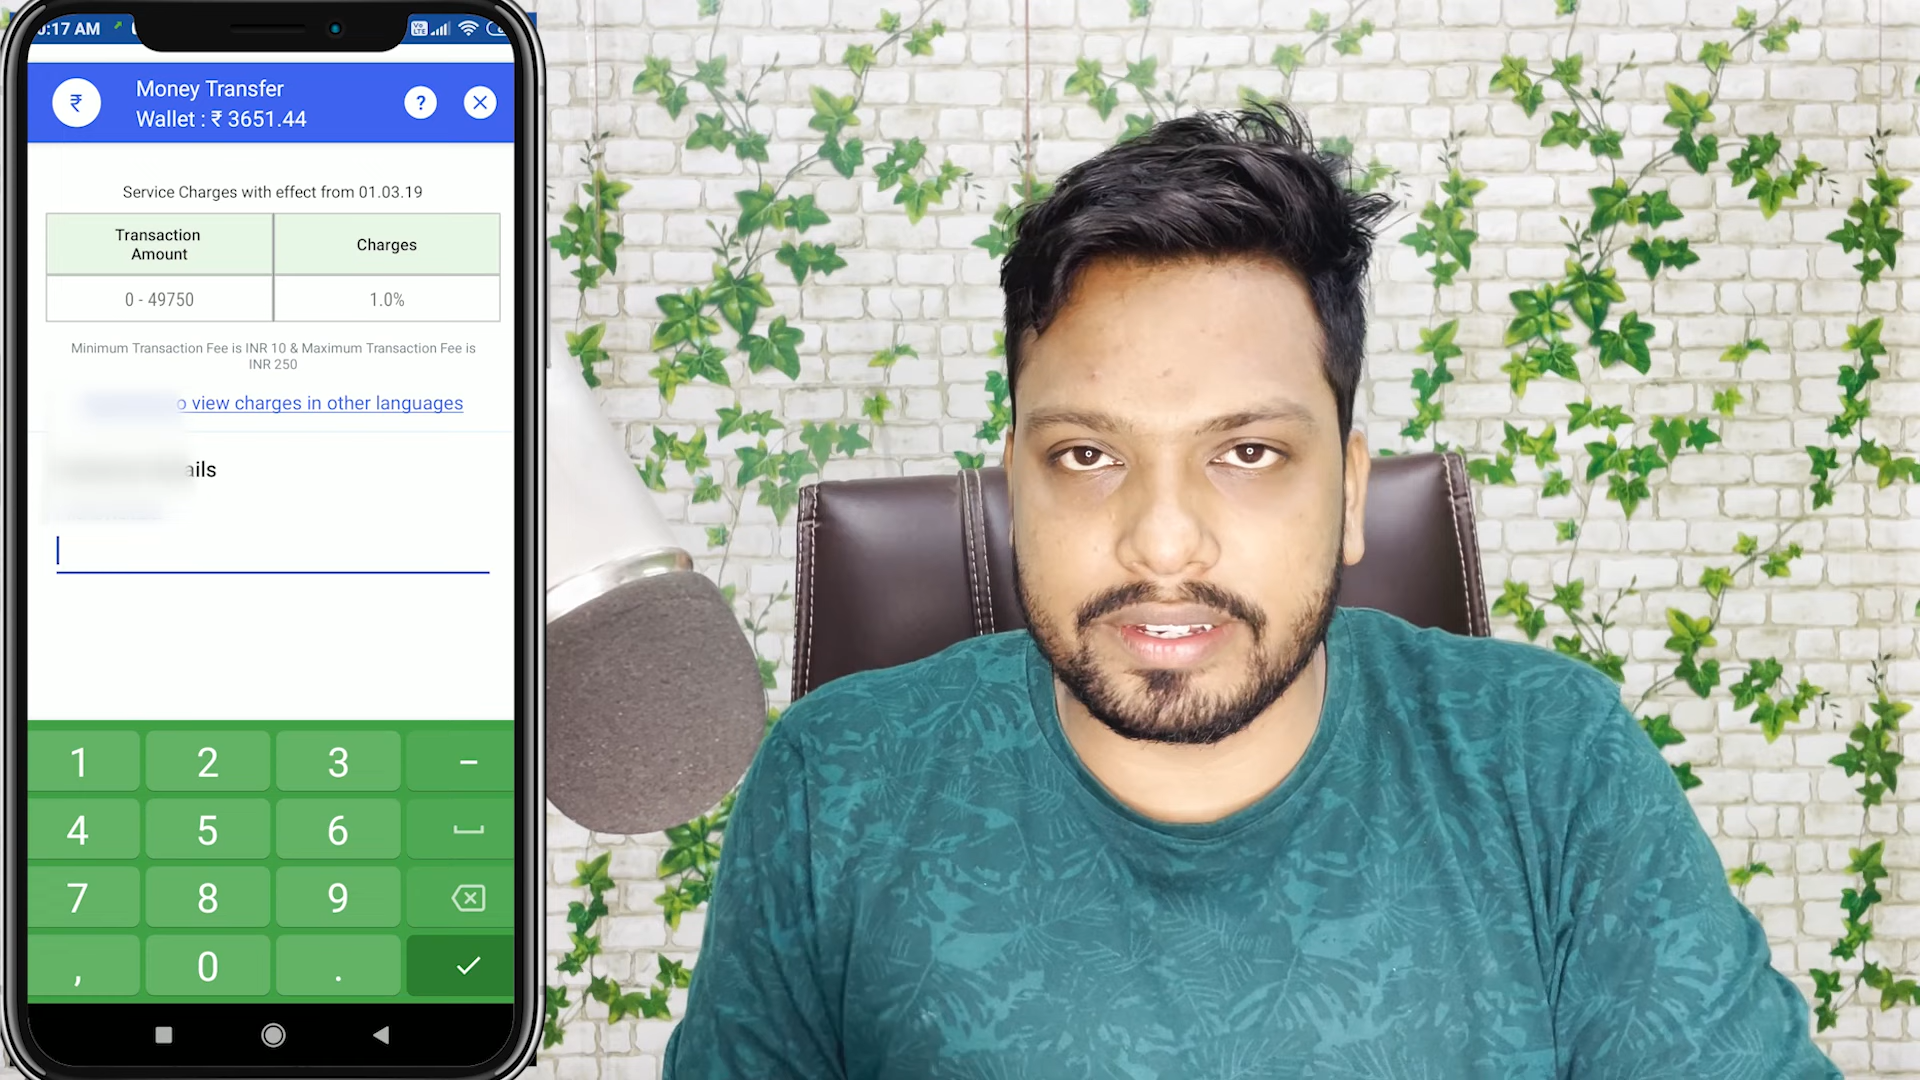 :17 AM
Money Transfer
Wallet : ₹ 3651.44
?
Service Charges with effect from 01.03.19
Transaction Amount
Charges
0 - 49750
1.0%
Minimum Transaction Fee is INR 10 & Maximum Transaction Fee is
INR 250
view charges in other languages
1 2 3 -
4 5 6
7 8 9
, 0 .